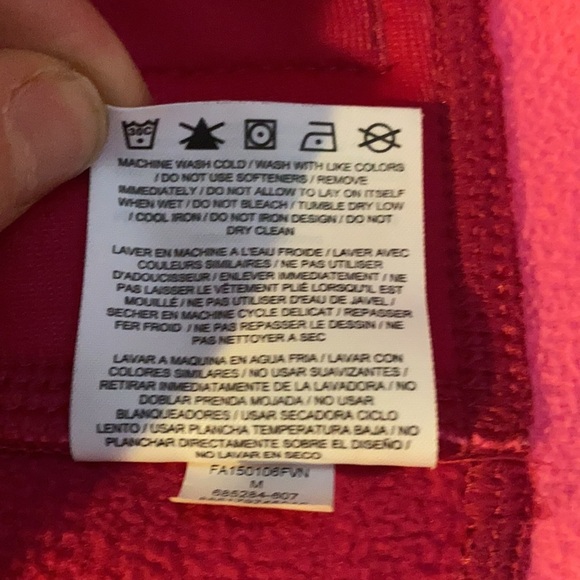 30C
MACHINE WASH COLD / WASH WITH LIKE COLORS
/ DO NOT USE SOFTENERS / REMOVE
IMMEDIATELY / DO NOT ALLOW TO LAY ON ITSELF
WHEN WET / DO NOT BLEACH / TUMBLE DRY LOW
/ COOL IRON / DO NOT IRON DESIGN / DO NOT
DRY CLEAN
LAVER EN MACHINE A L'EAU FROIDE / LAVER AVEC
COULEURS SIMILAIRES / NE PAS UTILISER
D'ADOUCISSEUR / ENLEVER IMMEDIATEMENT / NE
PAS LAISSER LE VÊTEMENT PLIÉ LORSQU'IL EST
MOUILLÉ / NE PAS UTILISER D'EAU DE JAVEL /
SECHER EN MACHINE CYCLE DELICAT / REPASSER
FER FROID / NE PAS REPASSER LE DESSIN / NE
PAS NETTOYER A SEC
LAVAR A MAQUINA EN AGUA FRIA / LAVAR CON
COLORES SIMILARES / NO USAR SUAVIZANTES /
RETIRAR INMEDIATAMENTE DE LA LAVADORA / NO
DOBLAR PRENDA MOJADA / NO USAR
BLANQUEADORES / USAR SECADORA CICLO
LENTO / USAR PLANCHA TEMPERATURA BAJA / NO
PLANCHAR DIRECTAMENTE SOBRE EL DISEÑO /
NO LAVAR EN SECO
FA150106FVN
M
685284-607